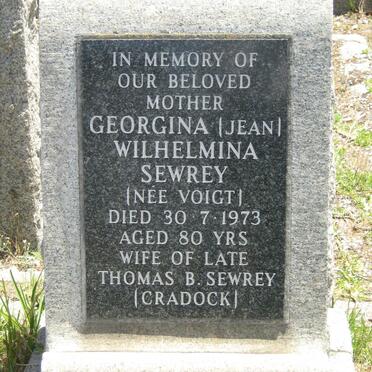 IN MEMORY OF
OUR BELOVED
MOTHER
GEORGINA (JEAN)
WILHELMINA
SEWREY
(NÉE VOIGT)
DIED 30·7·1973
AGED 80 YRS
WIFE OF LATE
THOMAS B. SEWREY
(CRADOCK)